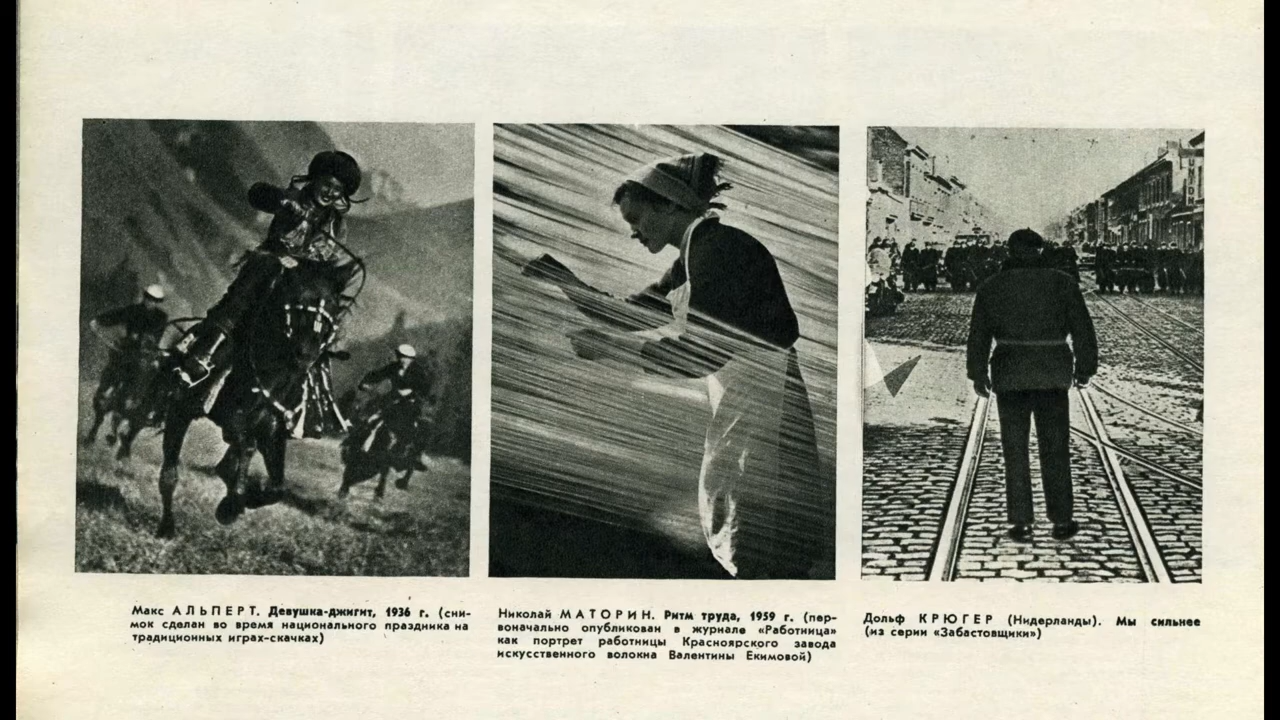 Макс АЛЬПЕРТ. Девушка-джигит, 1936 г. (сни-
мок сделан во время национального праздника на
традиционных играх-скачках)
Николай МАТОРИН. Ритм труда, 1959 г. (пер-
воначально опубликован в журнале «Работница»
как портрет работницы Красноярского завода
искусственного волокна Валентины Екимовой)
Дольф КРЮГЕР (Нидерланды). Мы сильнее
(из серии «Забастовщики»)